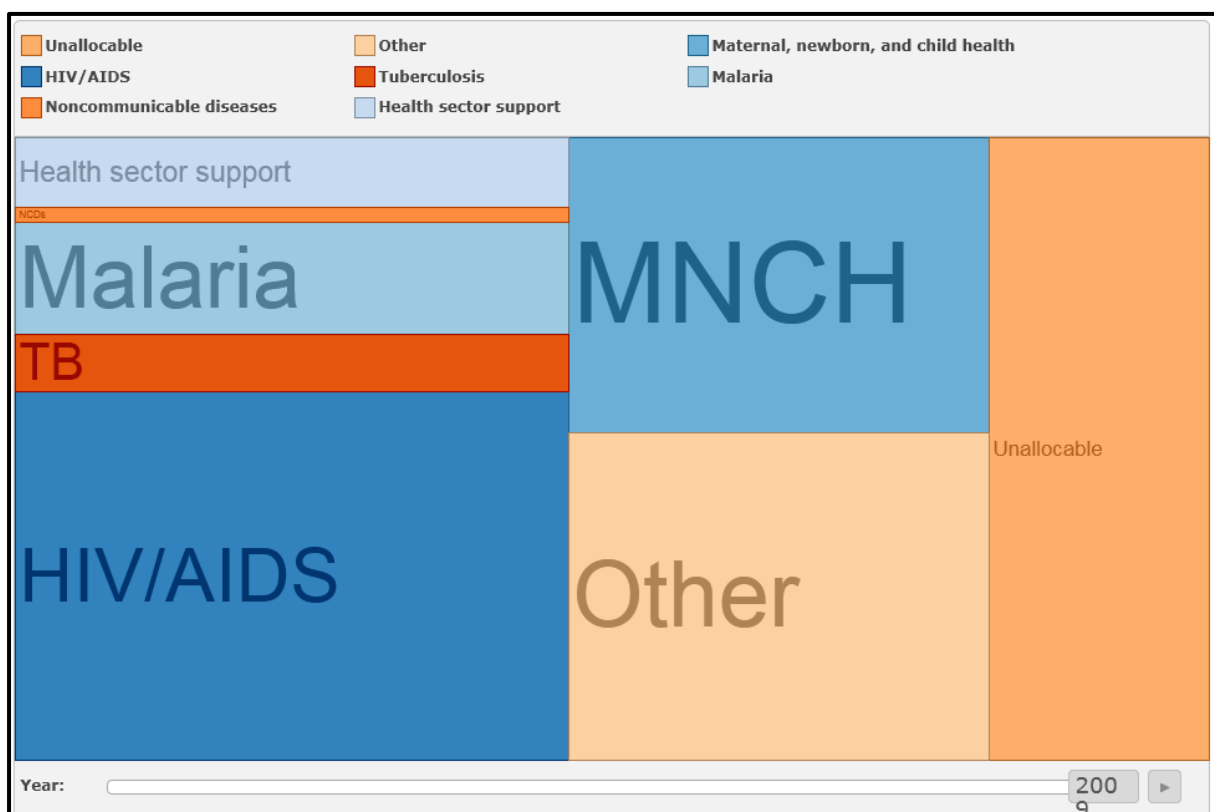 Unallocable
Other
Maternal, newborn, and child health
HIV/AIDS
Tuberculosis
Malaria
Noncommunicable diseases
Health sector support
Health sector support
NCDs
Malaria
TB
HIV/AIDS
MNCH
Other
Unallocable
Year:
200
9